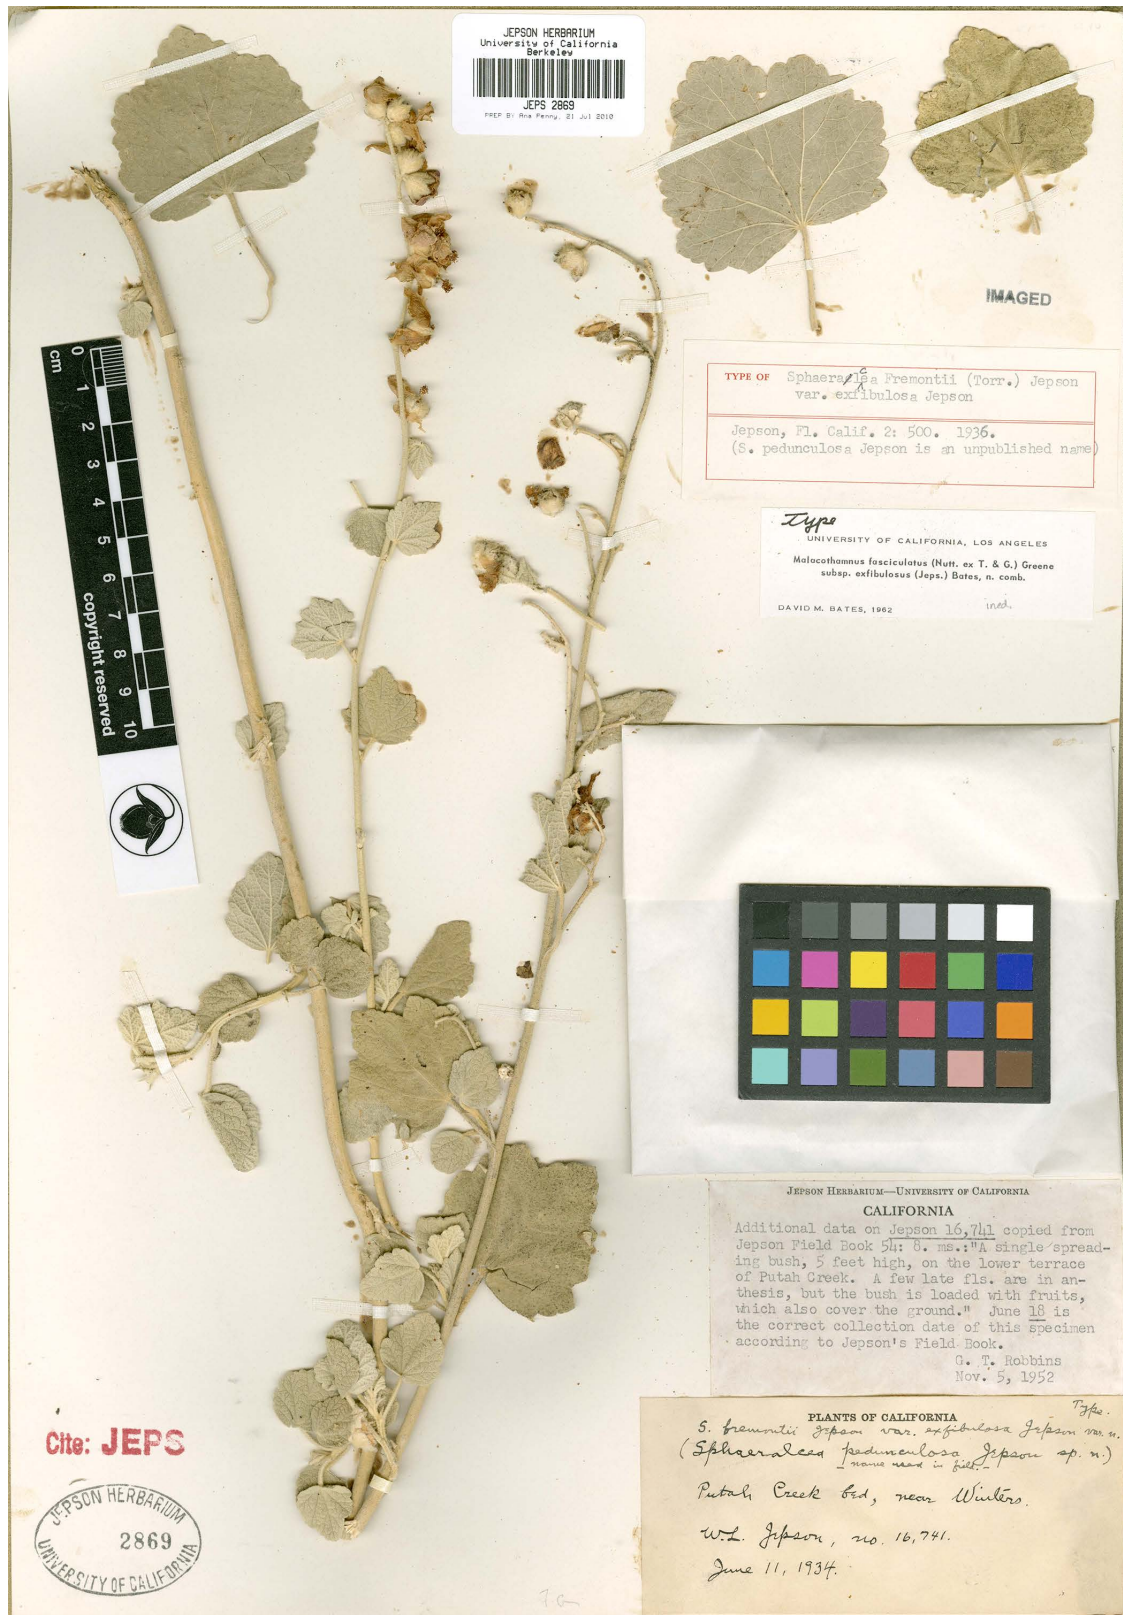 JEPSON HERBARIUM
University of California
Berkeley
JEPS 2869
PREP BY Ana Penny, 21 Jul 2010
IMAGED
cm
0
1
2
3
4
5
6
7
8
9
10
copyright reserved
TYPE OF Sphaeralcea Fremontii (Torr.) Jepson
var. exfibulosa Jepson
Jepson, Fl. Calif. 2: 500. 1936.
(S. pedunculosa Jepson is an unpublished name)
Type
UNIVERSITY OF CALIFORNIA, LOS ANGELES
Malacothamnus fasciculatus (Nutt. ex T. & G.) Greene
subsp. exfibulosus (Jeps.) Bates, n. comb.
DAVID M. BATES, 1962 ined.
JEPSON HERBARIUM—UNIVERSITY OF CALIFORNIA
CALIFORNIA
Additional data on Jepson 16,741 copied from
Jepson Field Book 54: 8. ms.:"A single spread-
ing bush, 5 feet high, on the lower terrace
of Putah Creek. A few late fls. are in an-
thesis, but the bush is loaded with fruits,
which also cover the ground." June 18 is
the correct collection date of this specimen
according to Jepson's Field Book.
G. T. Robbins
Nov. 5, 1952
Type.
PLANTS OF CALIFORNIA
S. fremontii Jepson var. exfibulosa Jepson var. n.
(Sphaeralcea pedunculosa Jepson sp. n.)
– name used in field. –
Putah Creek bed, near Winters.
W.L. Jepson, no. 16,741.
June 11, 1934.
Cite: JEPS
JEPSON HERBARIUM
2869
UNIVERSITY OF CALIFORNIA